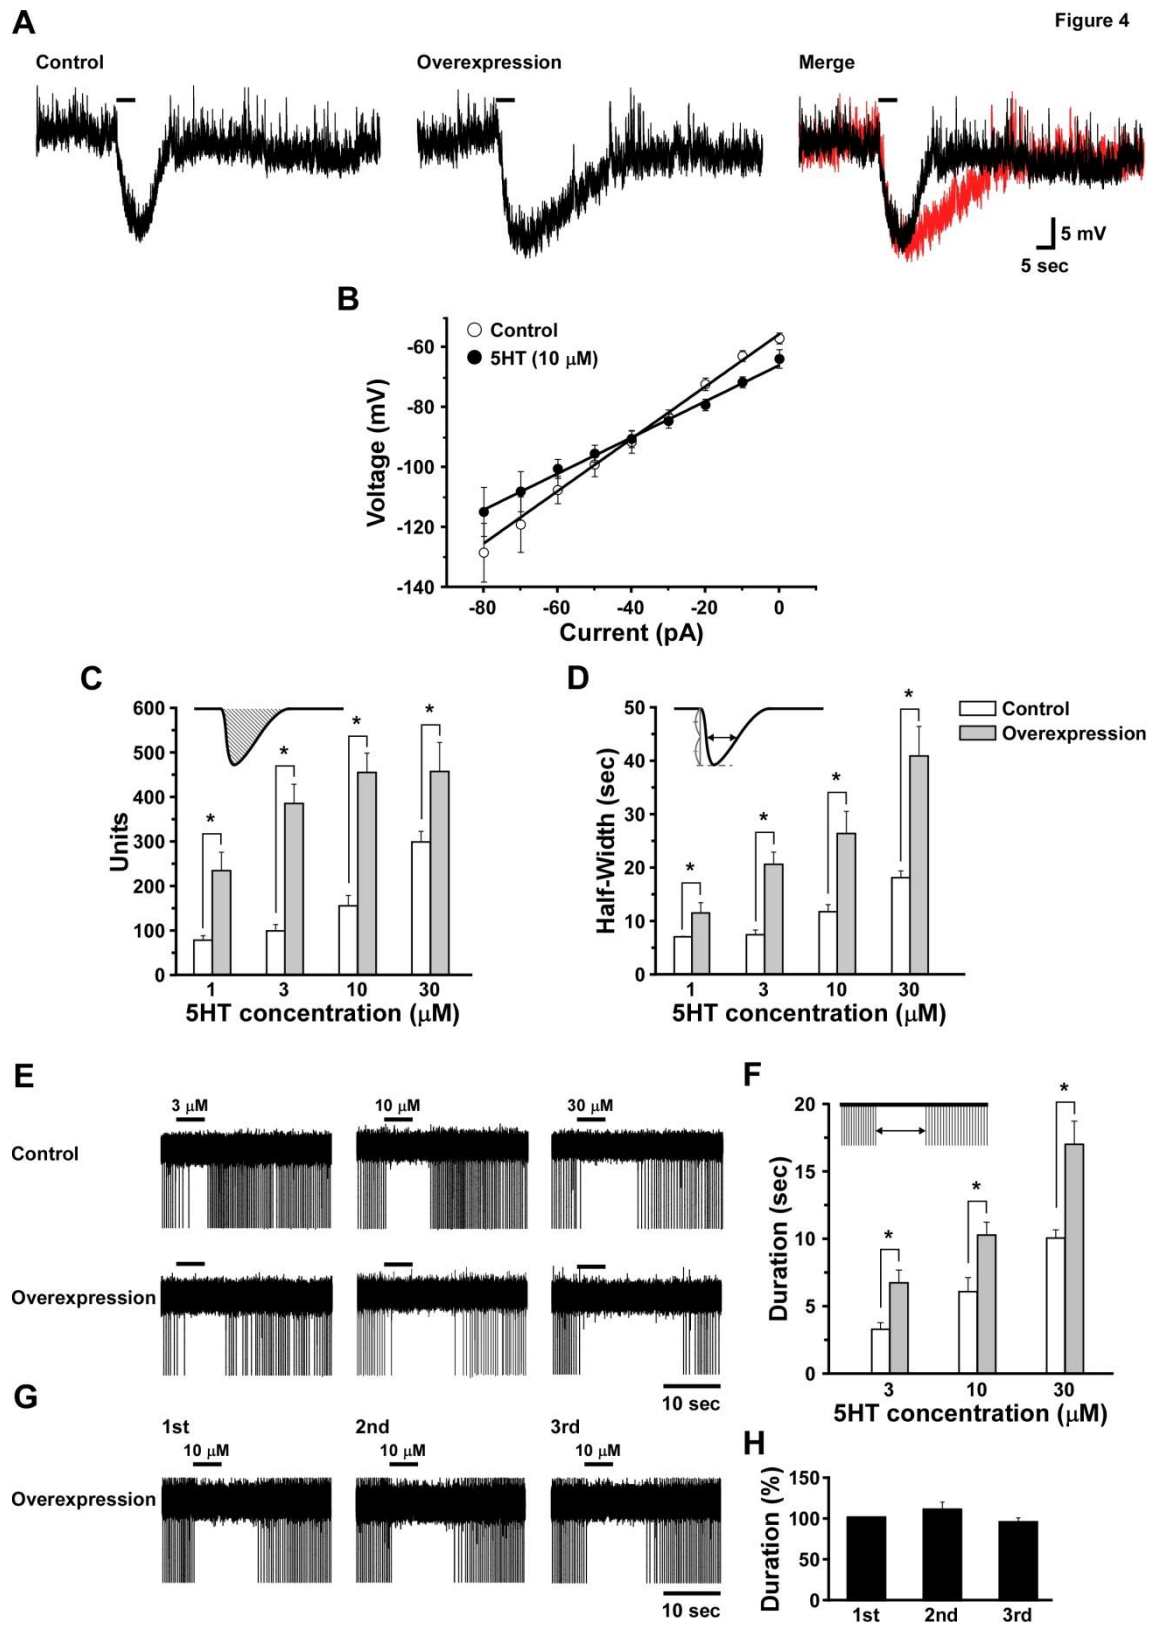 A
Figure 4
Control
Overexpression
Merge
5 mV
5 sec
B
Control
5HT (10 µM)
-60
-80
-100
-120
-140
Voltage (mV)
-80 -60 -40 -20 0
Current (pA)
C
600
500
400
300
200
100
0
Units
* * * *
1 3 10 30
5HT concentration (µM)
D
50
40
30
20
10
0
Half-Width (sec)
* * * *
1 3 10 30
5HT concentration (µM)
Control
Overexpression
E
3 µM 10 µM 30 µM
Control
Overexpression
10 sec
F
20
15
10
5
0
Duration (sec)
* * *
3 10 30
5HT concentration (µM)
G
1st 2nd 3rd
10 µM 10 µM 10 µM
Overexpression
10 sec
H
150
100
50
0
Duration (%)
1st 2nd 3rd